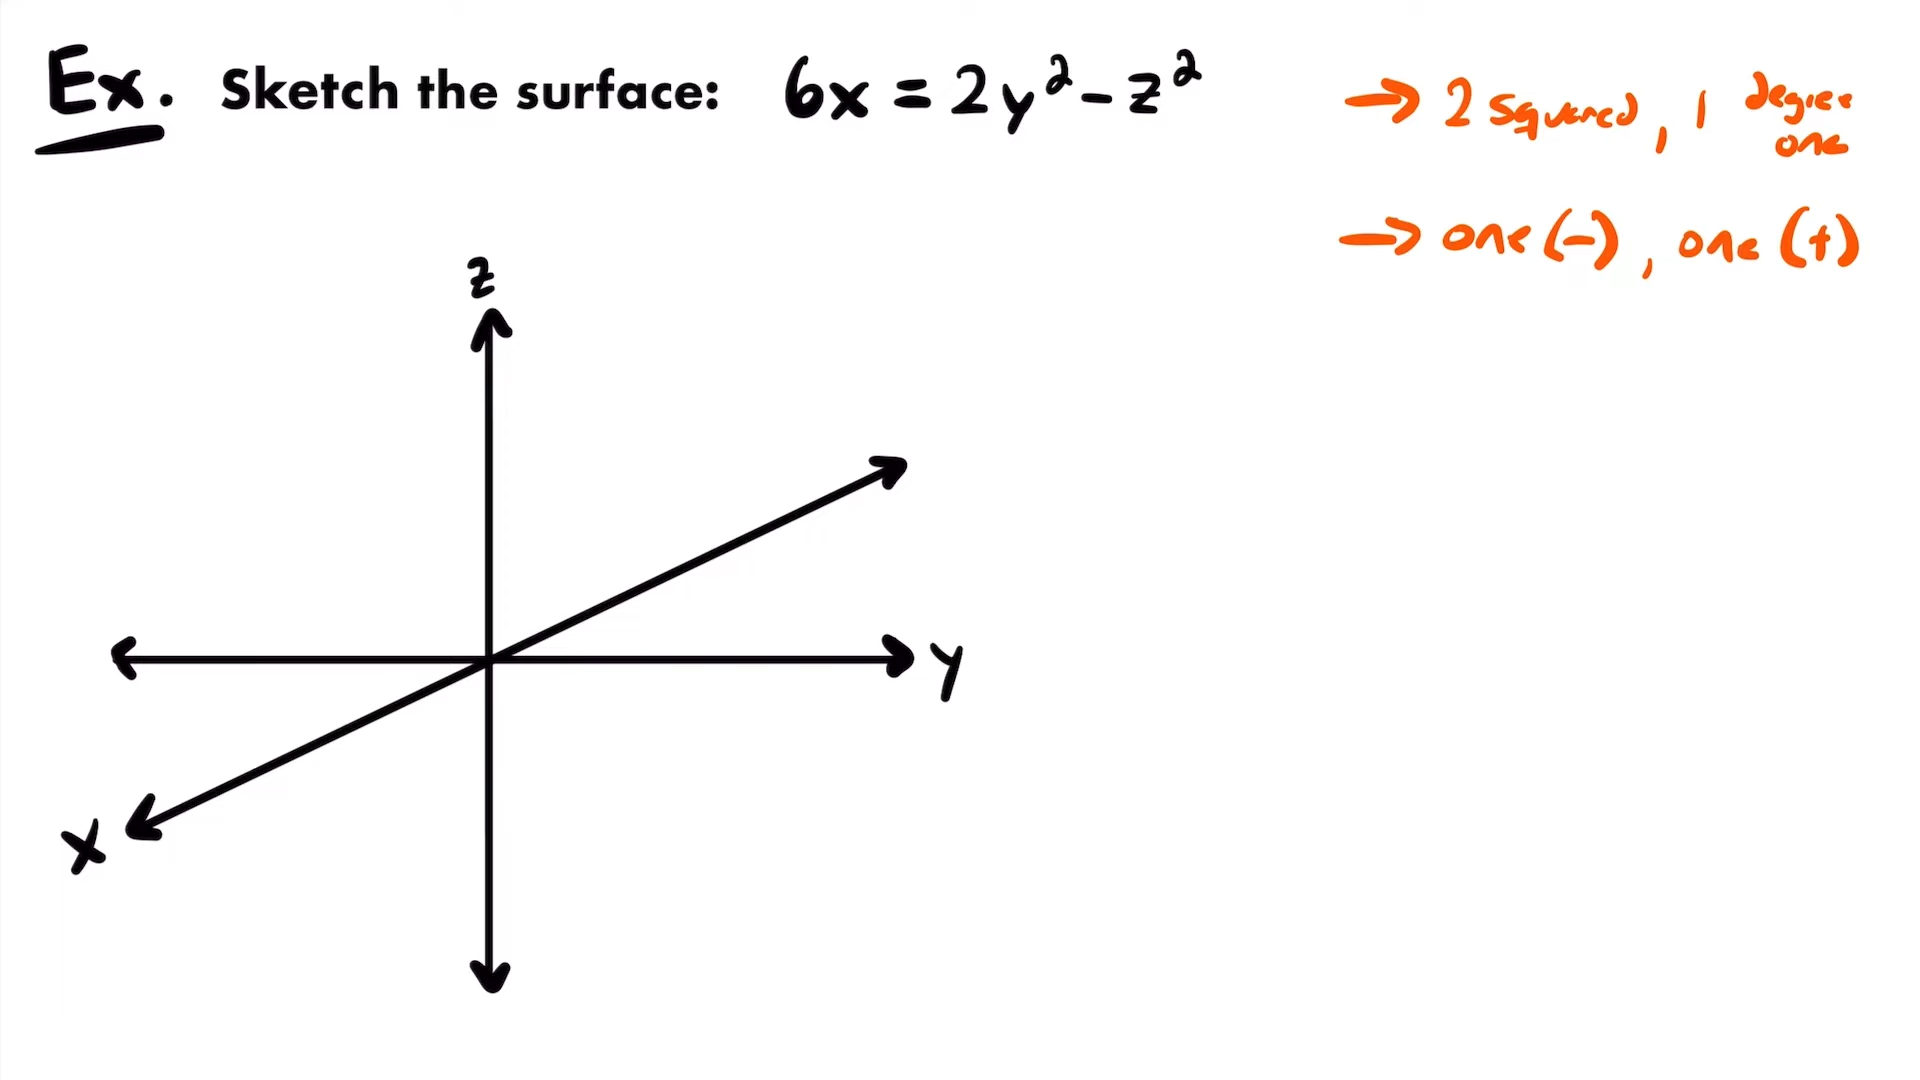 Ex. Sketch the surface: 6x = 2y² - z²
→ 2 squared, 1 degree one
→ one (-), one (+)
z
y
x